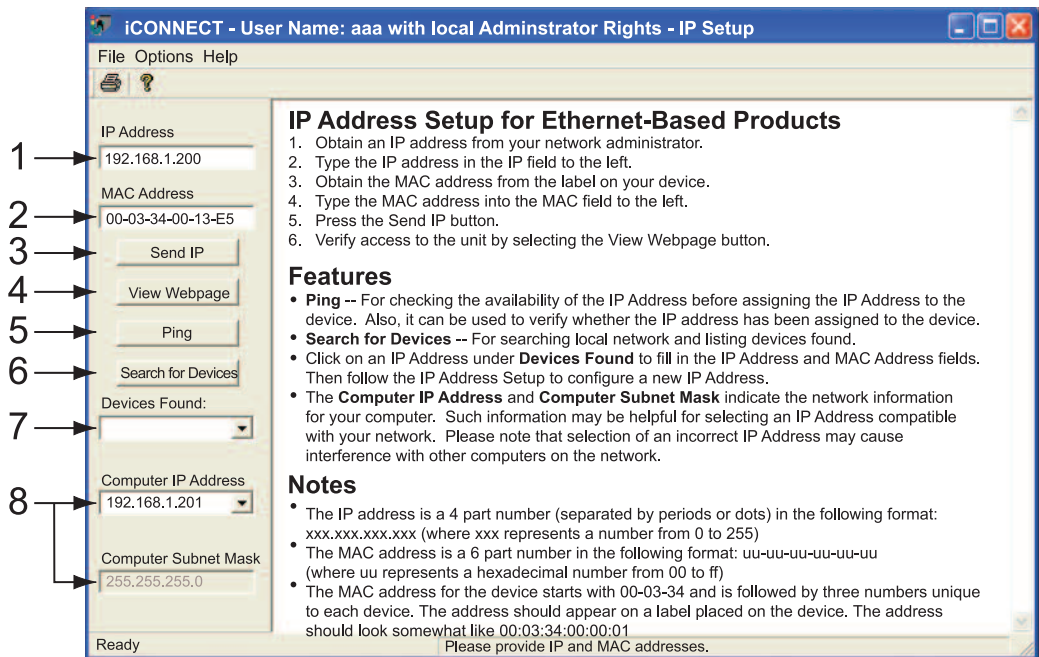 iCONNECT - User Name: aaa with local Adminstrator Rights - IP Setup
File Options Help
IP Address
1
192.168.1.200
MAC Address
2
00-03-34-00-13-E5
3
Send IP
4
View Webpage
5
Ping
6
Search for Devices
Devices Found:
7
Computer IP Address
8
192.168.1.201
Computer Subnet Mask
255.255.255.0
IP Address Setup for Ethernet-Based Products
1. Obtain an IP address from your network administrator.
2. Type the IP address in the IP field to the left.
3. Obtain the MAC address from the label on your device.
4. Type the MAC address into the MAC field to the left.
5. Press the Send IP button.
6. Verify access to the unit by selecting the View Webpage button.
Features
• Ping -- For checking the availability of the IP Address before assigning the IP Address to the
device. Also, it can be used to verify whether the IP address has been assigned to the device.
• Search for Devices -- For searching local network and listing devices found.
• Click on an IP Address under Devices Found to fill in the IP Address and MAC Address fields.
Then follow the IP Address Setup to configure a new IP Address.
• The Computer IP Address and Computer Subnet Mask indicate the network information
for your computer. Such information may be helpful for selecting an IP Address compatible
with your network. Please note that selection of an incorrect IP Address may cause
interference with other computers on the network.
Notes
• The IP address is a 4 part number (separated by periods or dots) in the following format:
xxx.xxx.xxx.xxx (where xxx represents a number from 0 to 255)
• The MAC address is a 6 part number in the following format: uu-uu-uu-uu-uu-uu
(where uu represents a hexadecimal number from 00 to ff)
• The MAC address for the device starts with 00-03-34 and is followed by three numbers unique
to each device. The address should appear on a label placed on the device. The address
should look somewhat like 00:03:34:00:00:01
Ready
Please provide IP and MAC addresses.